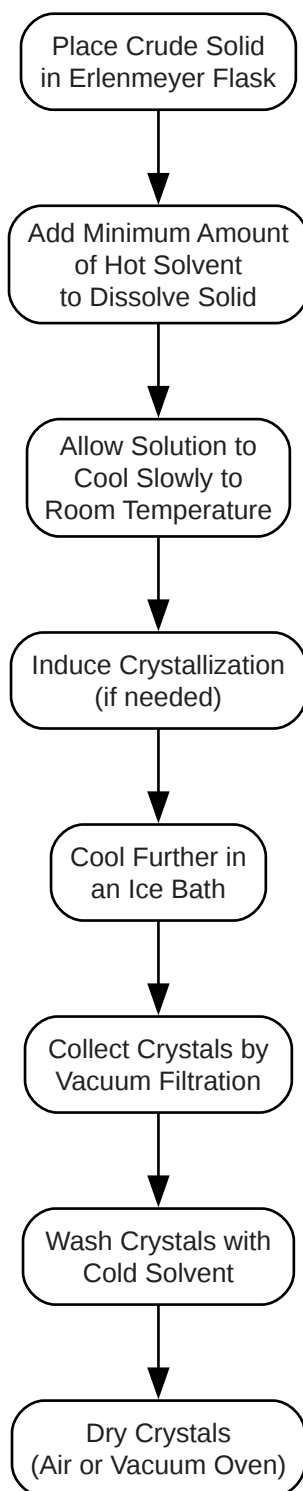 Place Crude Solid
in Erlenmeyer Flask
Add Minimum Amount
of Hot Solvent
to Dissolve Solid
Allow Solution to
Cool Slowly to
Room Temperature
Induce Crystallization
(if needed)
Cool Further in
an Ice Bath
Collect Crystals by
Vacuum Filtration
Wash Crystals with
Cold Solvent
Dry Crystals
(Air or Vacuum Oven)